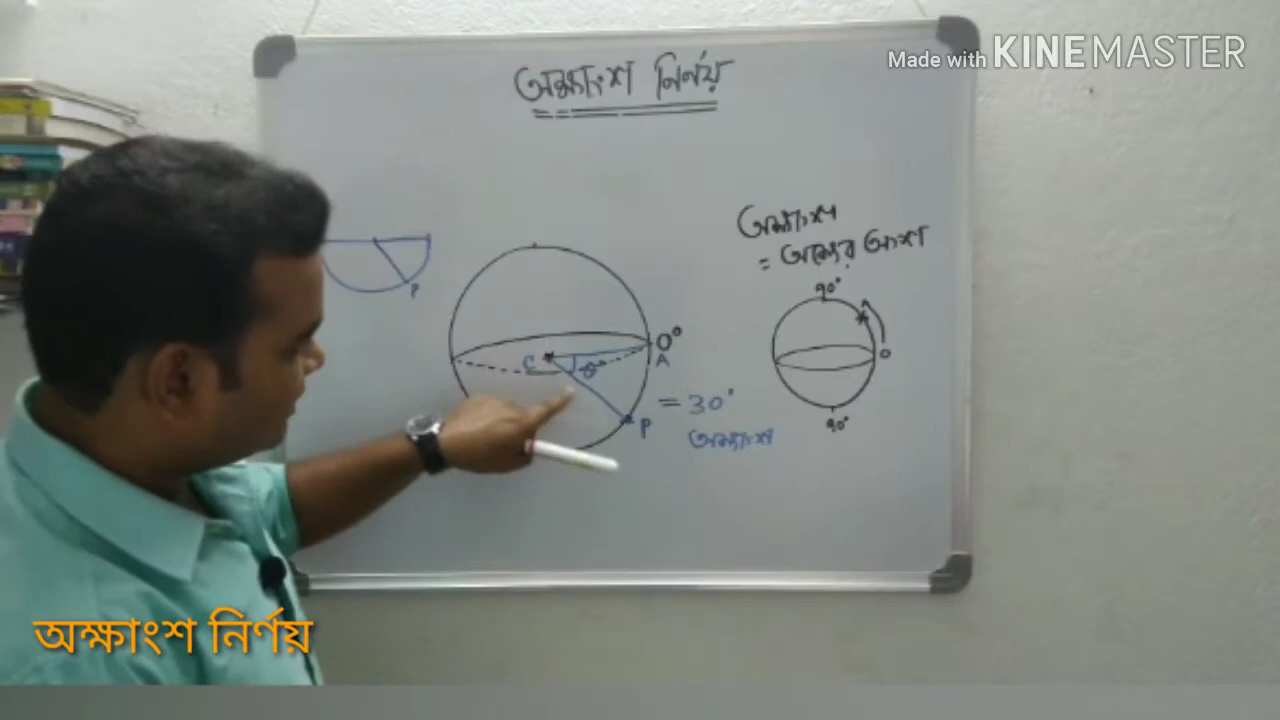 Made with KINEMASTER
অক্ষাংশ নির্ণয়
অক্ষাংশ
= অক্ষের অংশ
90°
0
90°
P
0°
C
θ°
A
P
= 30°
অক্ষাংশ
অক্ষাংশ নির্ণয়